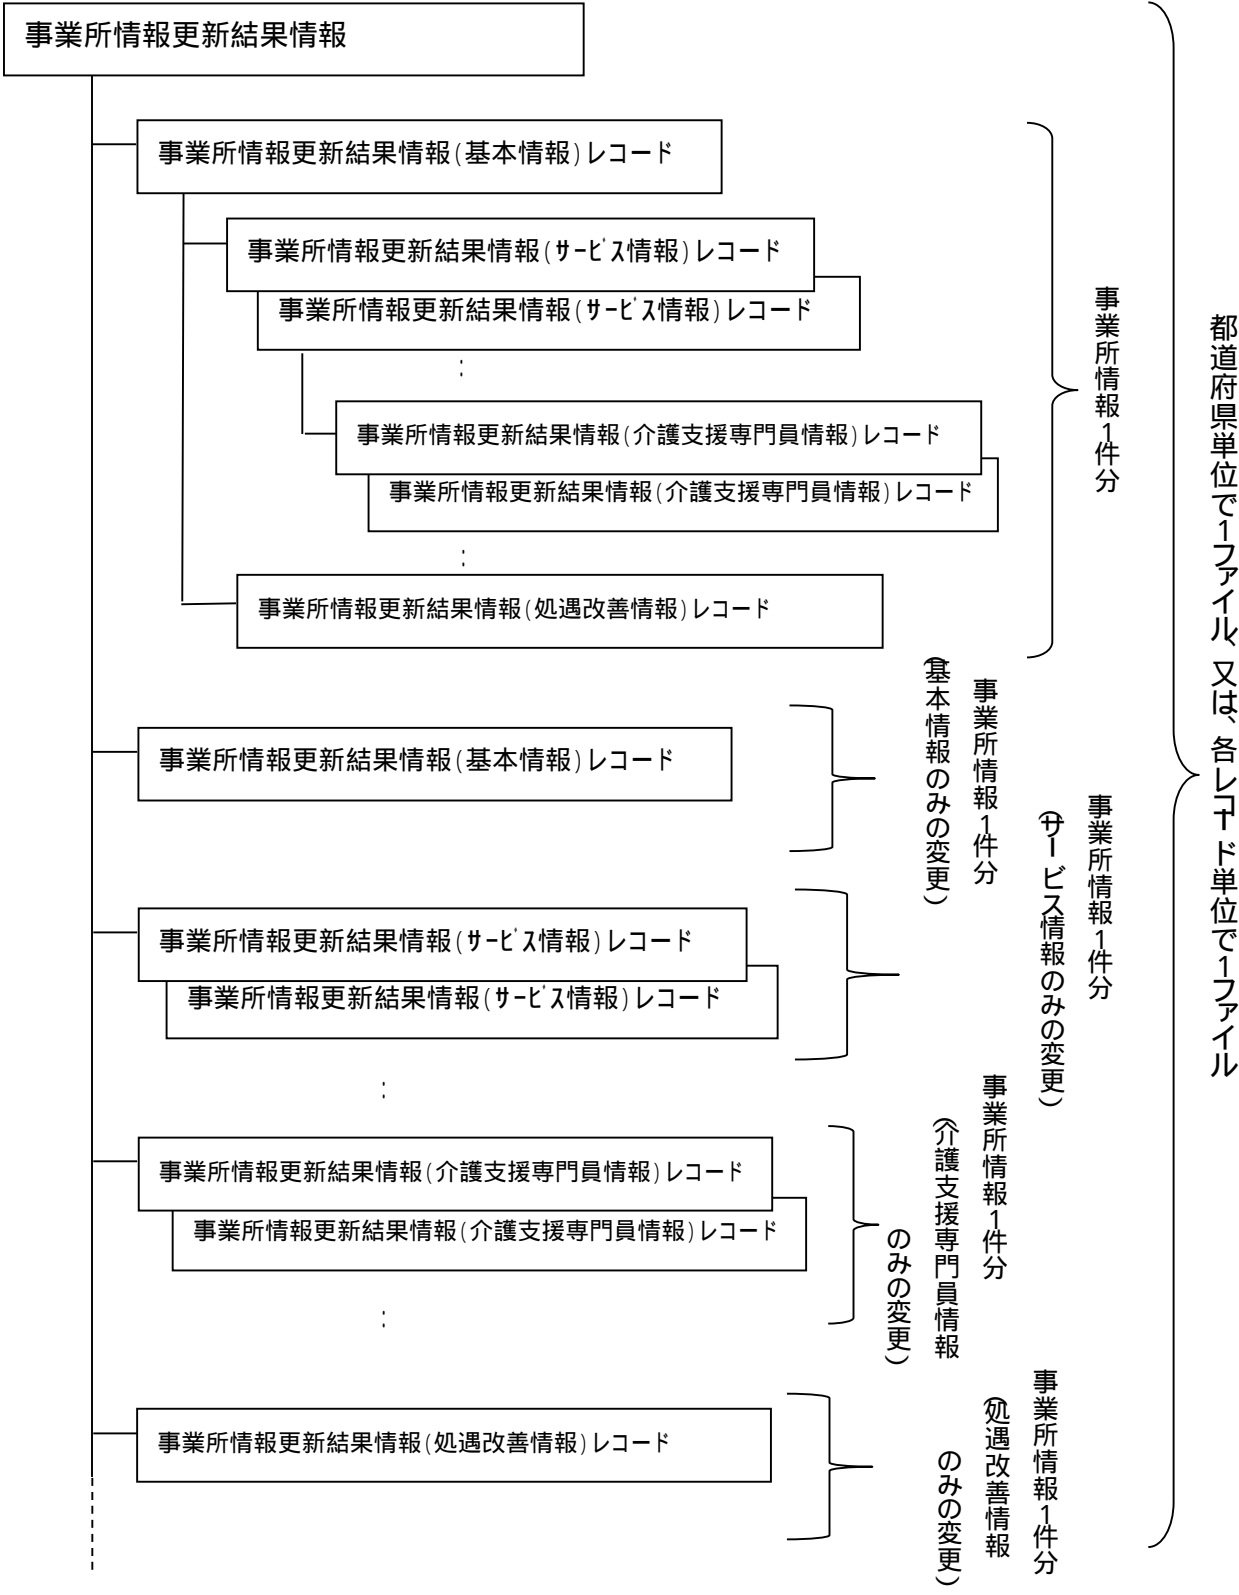 事業所情報更新結果情報
事業所情報更新結果情報(基本情報)レコード
事業所情報更新結果情報(ｻｰﾋﾞｽ情報)レコード
事業所情報更新結果情報(ｻｰﾋﾞｽ情報)レコード
:
事業所情報更新結果情報(介護支援専門員情報)レコード
事業所情報更新結果情報(介護支援専門員情報)レコード
:
事業所情報更新結果情報(処遇改善情報)レコード
事業所情報1件分
事業所情報更新結果情報(基本情報)レコード
事業所情報1件分
(基本情報のみの変更)
事業所情報更新結果情報(ｻｰﾋﾞｽ情報)レコード
事業所情報更新結果情報(ｻｰﾋﾞｽ情報)レコード
:
事業所情報1件分
(サービス情報のみの変更)
事業所情報更新結果情報(介護支援専門員情報)レコード
事業所情報更新結果情報(介護支援専門員情報)レコード
:
事業所情報1件分
(介護支援専門員情報
のみの変更)
事業所情報更新結果情報(処遇改善情報)レコード
事業所情報1件分
(処遇改善情報
のみの変更)
都道府県単位で1ファイル、又は、各レコード単位で1ファイル